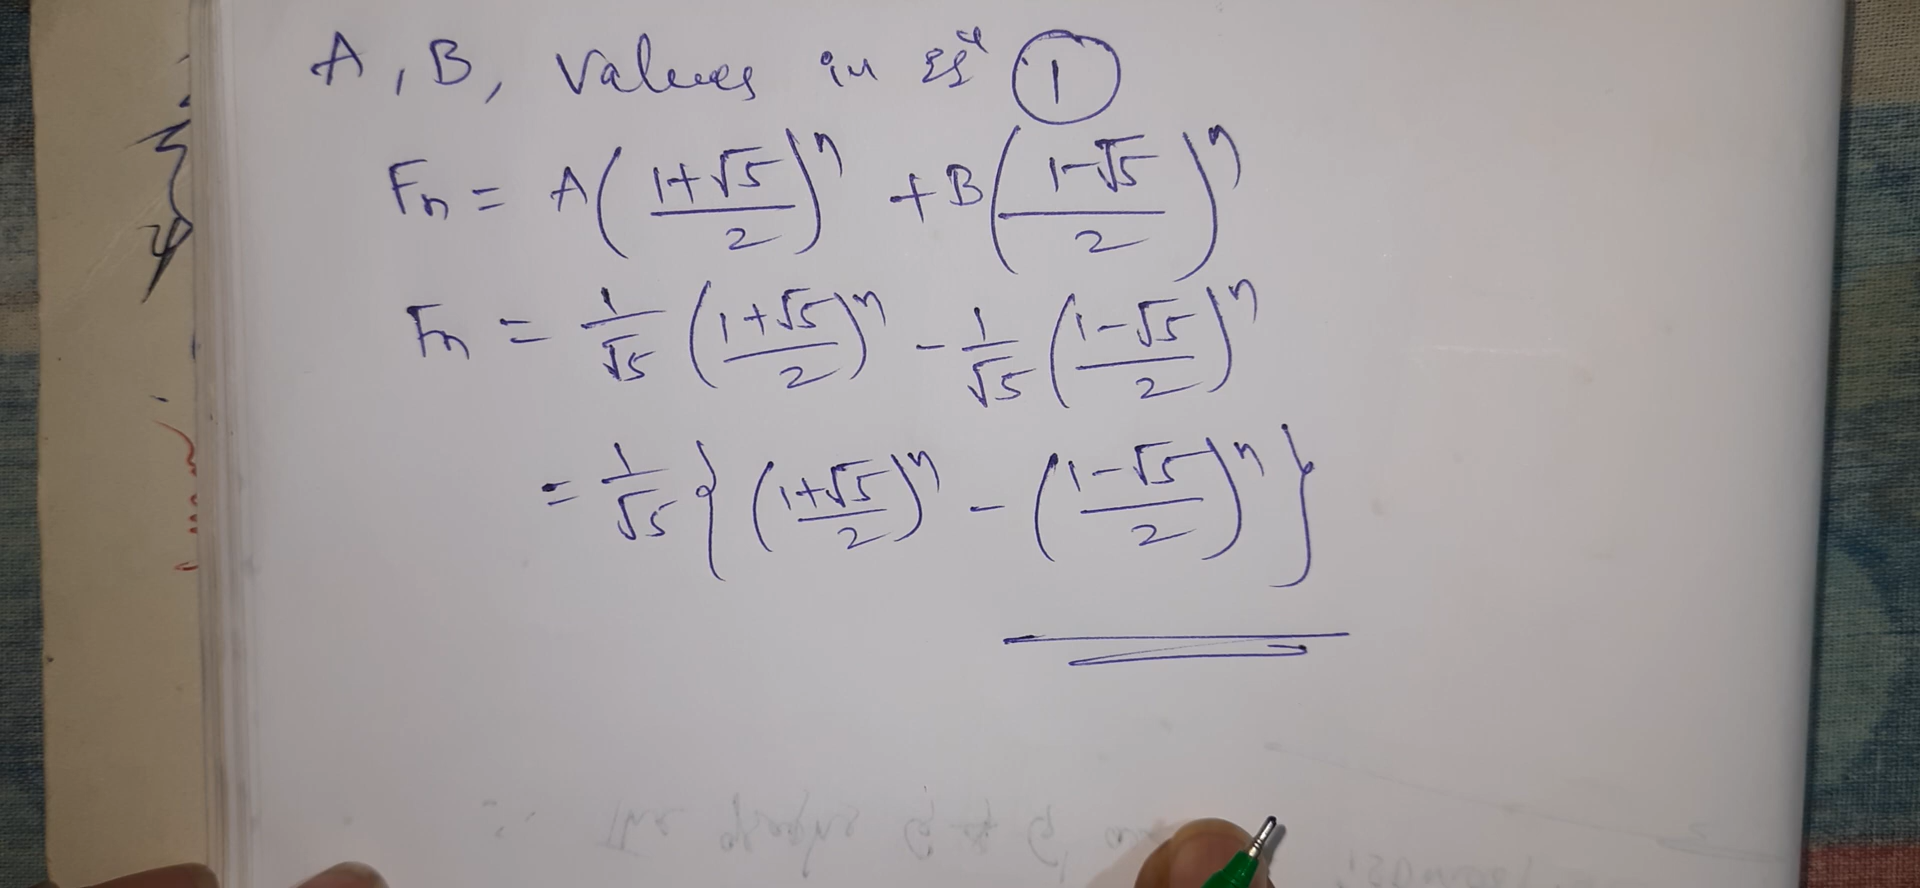 A, B, Values in eqⁿ ①
Fn = A((1+√5)/2)ⁿ + B((1-√5)/2)ⁿ
Fn = 1/√5 ((1+√5)/2)ⁿ - 1/√5 ((1-√5)/2)ⁿ
= 1/√5 { ((1+√5)/2)ⁿ - ((1-√5)/2)ⁿ }